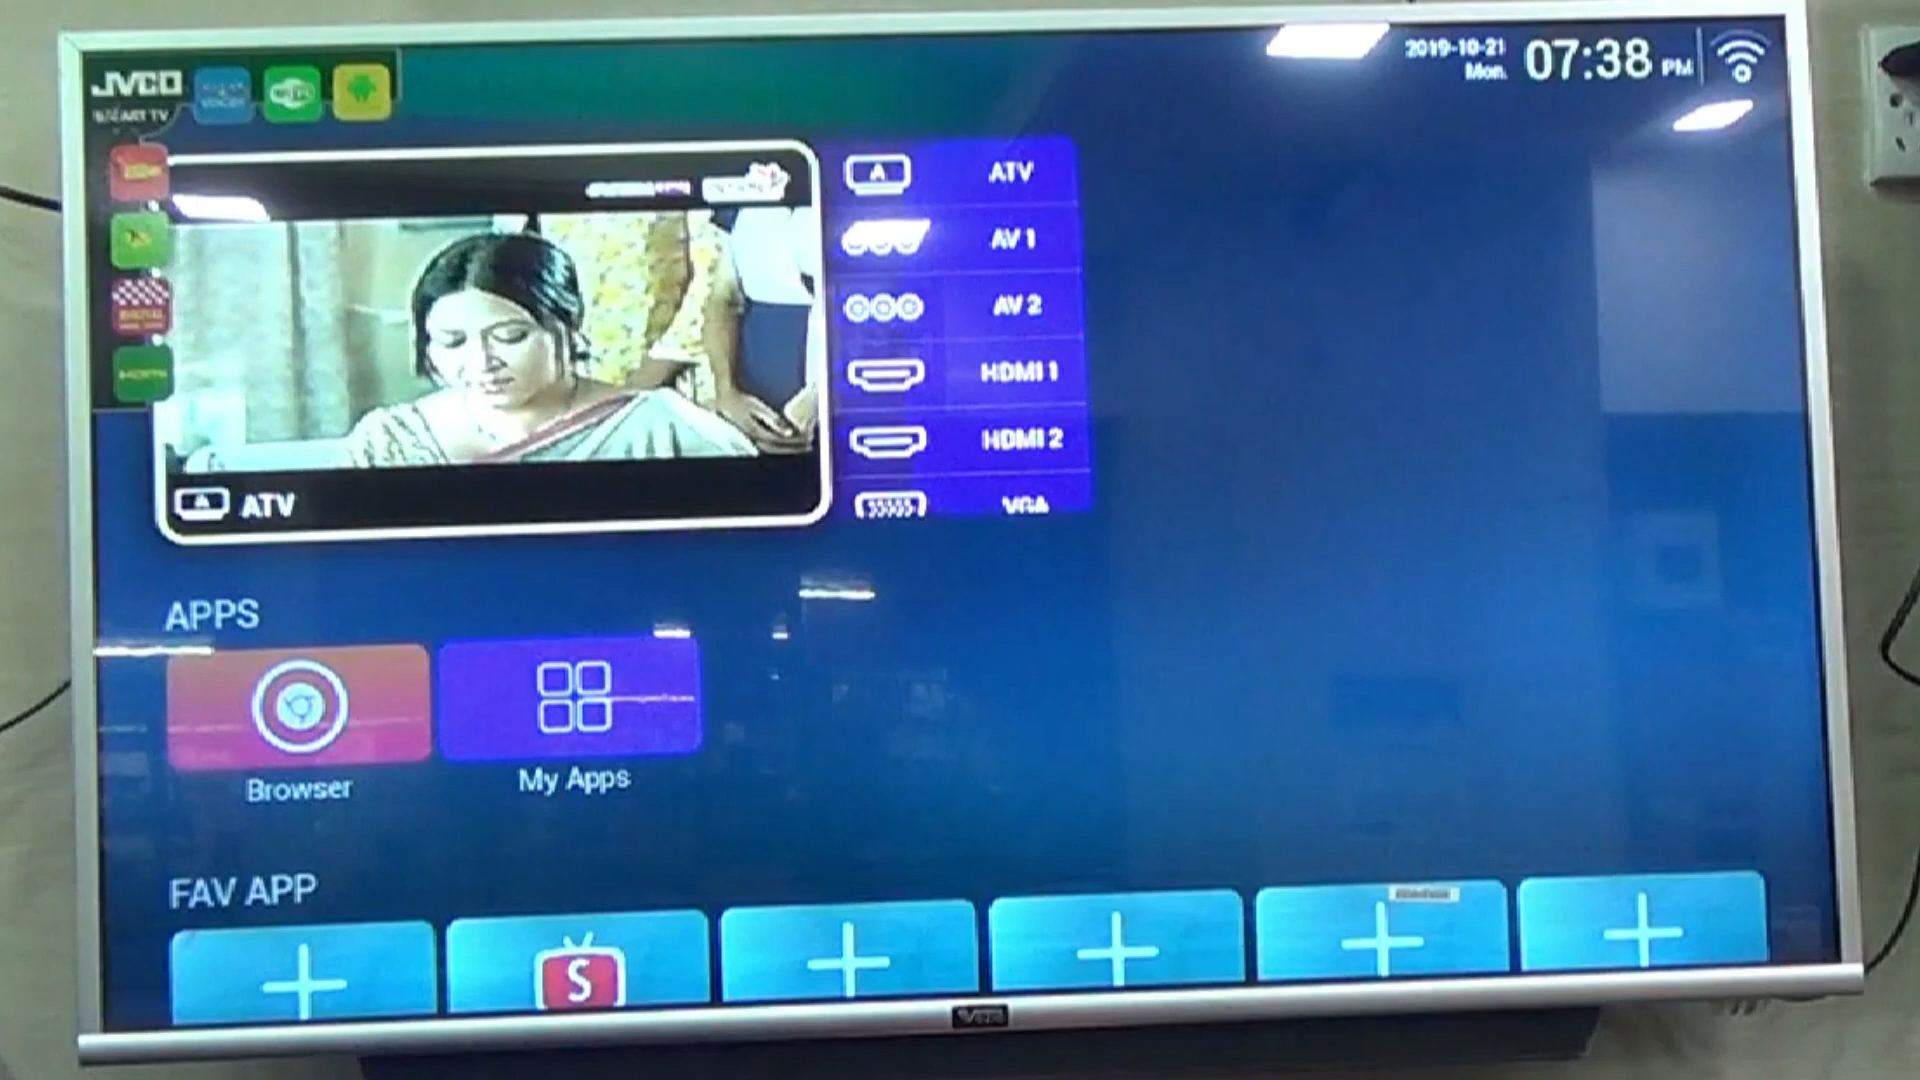 JVCO
SMART TV
2019-10-21
Mon.
07:38 PM
ATV
AV 1
AV 2
HDMI 1
HDMI 2
VGA
ATV
APPS
Browser
My Apps
FAV APP
S